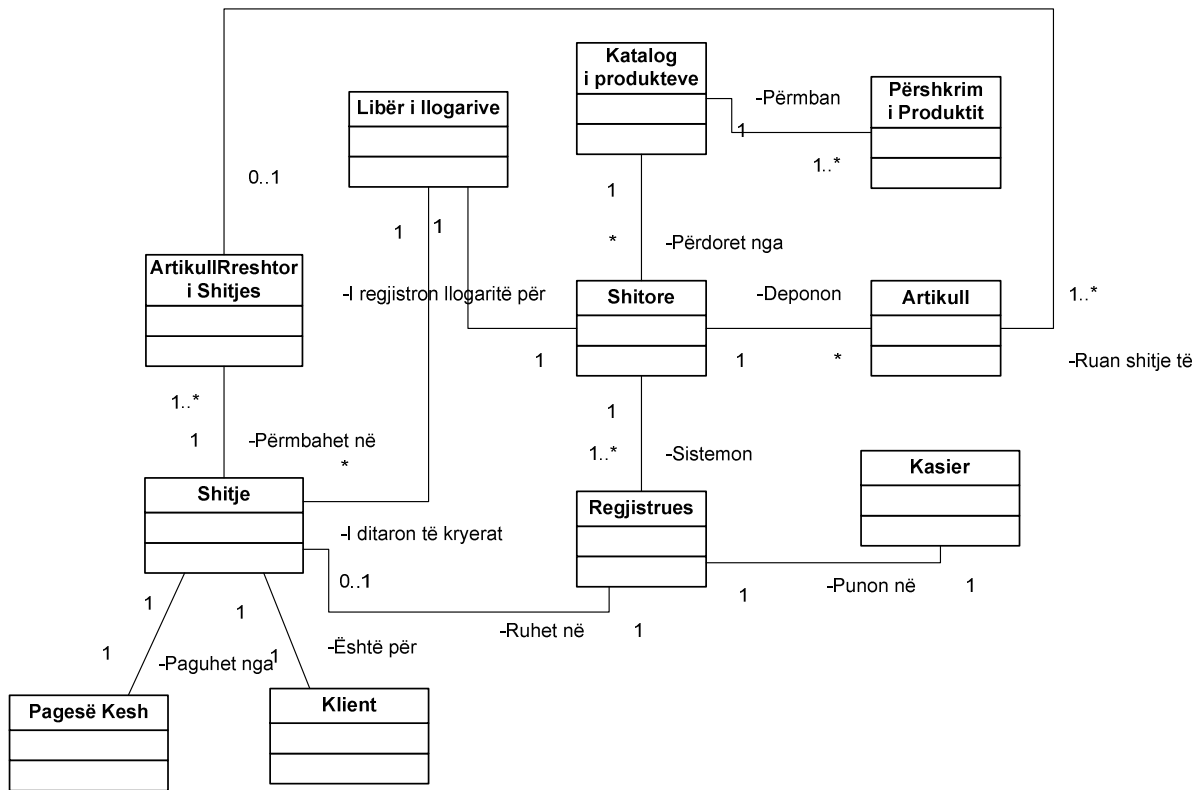 Katalog
i produkteve
-Përmban
Përshkrim
i Produktit
Libër i llogarive
1
1..*
0..1
1
1
1
*
-Përdoret nga
ArtikullRreshtor
i Shitjes
-I regjistron llogaritë për
Shitore
-Deponon
Artikull
1..*
1
1
*
-Ruan shitje të
1..*
1
1
-Përmbahet në
*
1..*
-Sistemon
Kasier
Shitje
Regjistrues
-I ditaron të kryerat
0..1
1
-Punon në
1
1
1
-Ruhet në
1
1
-Paguhet nga
1
-Është për
Pagesë Kesh
Klient